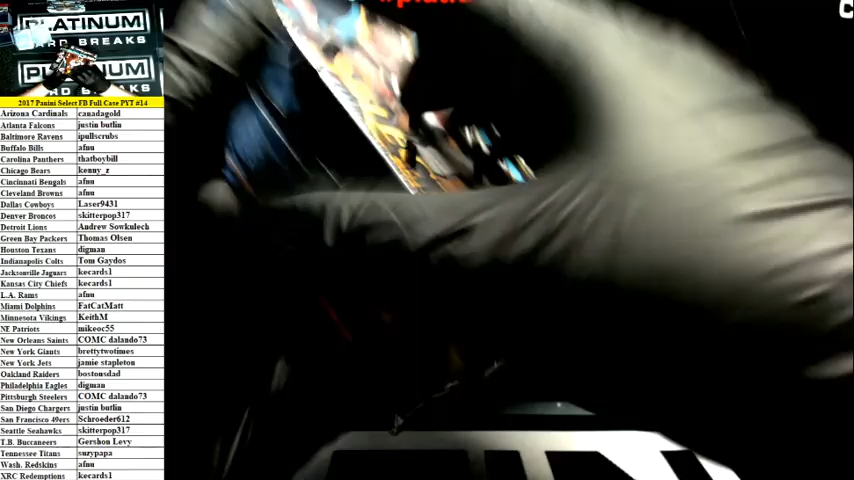 PLATINUM
CARD BREAKS
PLATINUM
ARD BREAKS
2017 Panini Select FB Full Case PYT #14
Arizona Cardinals canadagold
Atlanta Falcons justin butlin
Baltimore Ravens ipullscrubs
Buffalo Bills afnu
Carolina Panthers thatboybill
Chicago Bears kenny_z
Cincinnati Bengals afnu
Cleveland Browns afnu
Dallas Cowboys Laser9431
Denver Broncos skitterpop317
Detroit Lions Andrew Sowkulech
Green Bay Packers Thomas Olsen
Houston Texans digman
Indianapolis Colts Tom Gaydos
Jacksonville Jaguars kecards1
Kansas City Chiefs kecards1
L.A. Rams afnu
Miami Dolphins FatCatMatt
Minnesota Vikings KeithM
NE Patriots mikeoc55
New Orleans Saints COMC dalando73
New York Giants brettytwotimes
New York Jets jamie stapleton
Oakland Raiders bostonsdad
Philadelphia Eagles digman
Pittsburgh Steelers COMC dalando73
San Diego Chargers justin butlin
San Francisco 49ers Schroeder612
Seattle Seahawks skitterpop317
T.B. Buccaneers Gershon Levy
Tennessee Titans suzypapa
Wash. Redskins afnu
XRC Redemptions kecards1